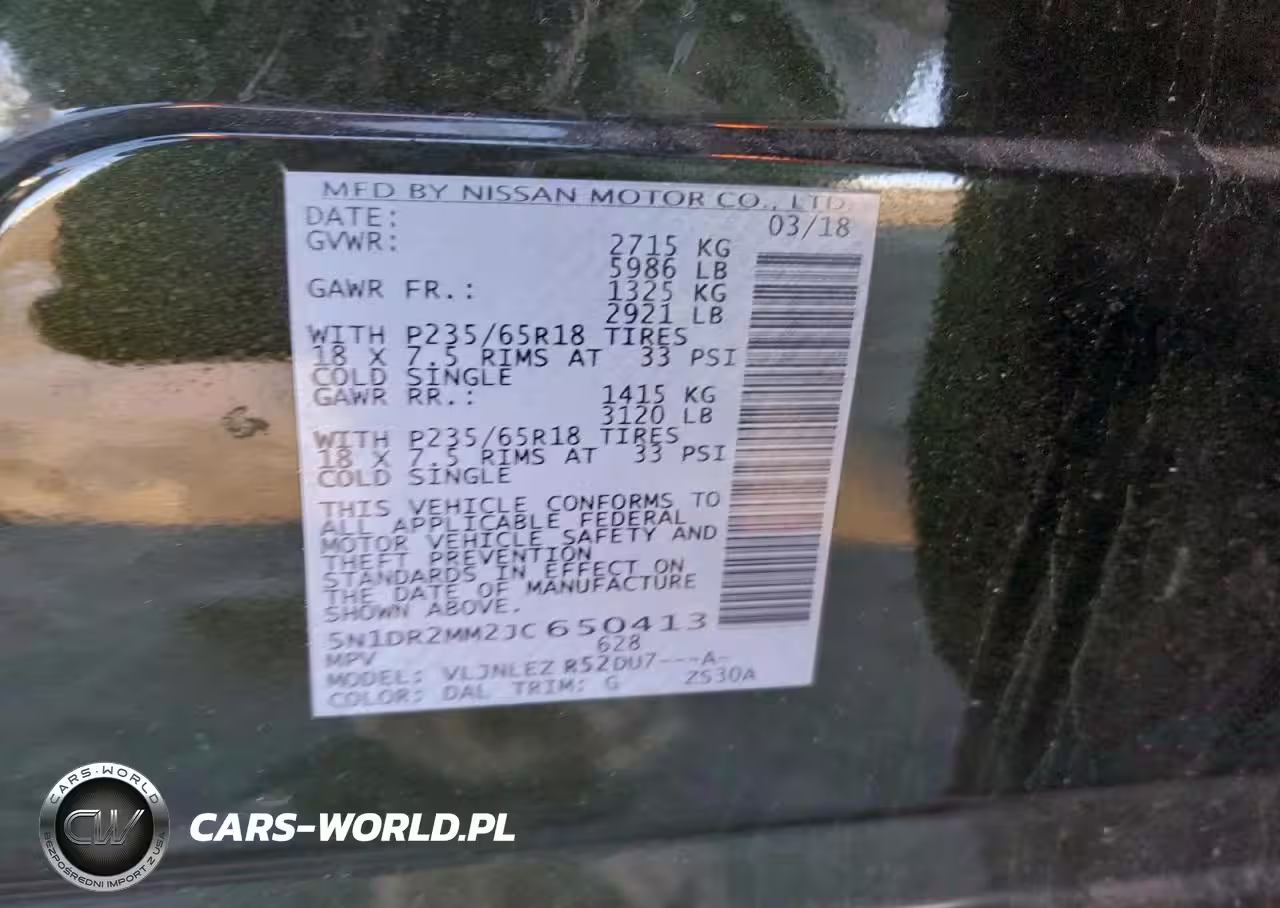 MFD BY NISSAN MOTOR CO., LTD.
DATE: 03/18
GVWR: 2715 KG
5986 LB
GAWR FR.: 1325 KG
2921 LB
WITH P235/65R18 TIRES
18 X 7.5 RIMS AT 33 PSI
COLD SINGLE
GAWR RR.: 1415 KG
3120 LB
WITH P235/65R18 TIRES
18 X 7.5 RIMS AT 33 PSI
COLD SINGLE
THIS VEHICLE CONFORMS TO
ALL APPLICABLE FEDERAL
MOTOR VEHICLE SAFETY AND
THEFT PREVENTION
STANDARDS IN EFFECT ON
THE DATE OF MANUFACTURE
SHOWN ABOVE.
5N1DR2MM2JC650413
628
MPV
MODEL: VLJNLEZ R52DU7---A-
COLOR: DAL TRIM: G ZS30A
CARS-WORLD
CW
BEZPOŚREDNI IMPORT Z USA
CARS-WORLD.PL